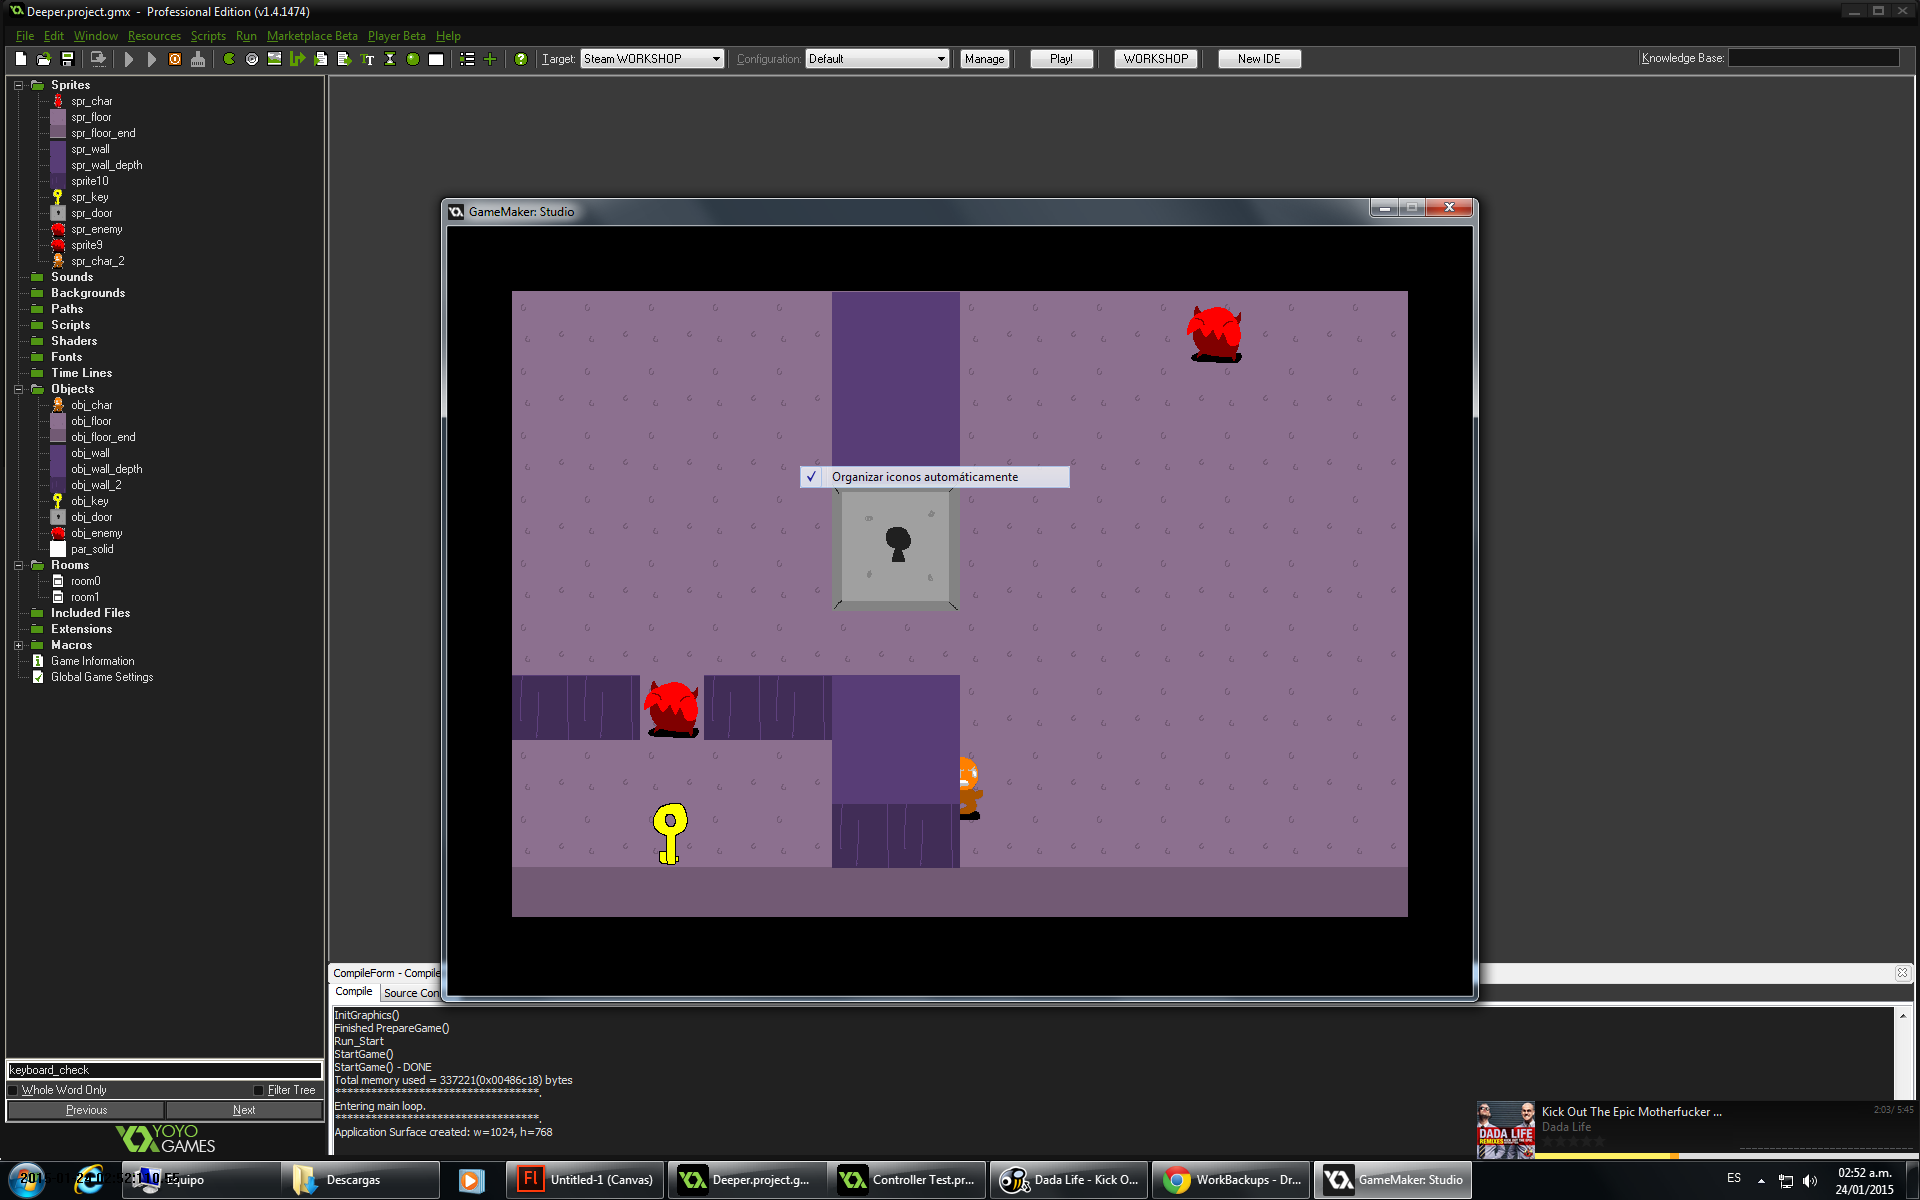 Deeper.project.gmx - Professional Edition (v1.4.1474)
File Edit Window Resources Scripts Run Marketplace Beta Player Beta Help
Target: Steam WORKSHOP Configuration: Default Manage Play! WORKSHOP New IDE Knowledge Base:
Sprites
spr_char
spr_floor
spr_floor_end
spr_wall
spr_wall_depth
sprite10
spr_key
spr_door
spr_enemy
sprite9
spr_char_2
Sounds
Backgrounds
Paths
Scripts
Shaders
Fonts
Time Lines
Objects
obj_char
obj_floor
obj_floor_end
obj_wall
obj_wall_depth
obj_wall_2
obj_key
obj_door
obj_enemy
par_solid
Rooms
room0
room1
Included Files
Extensions
Macros
Game Information
Global Game Settings
GameMaker: Studio
Organizar iconos automáticamente
keyboard_check
Whole Word Only Filter Tree
Previous Next
YOYO GAMES
CompileForm - Compile
Compile Source Con
InitGraphics()
Finished PrepareGame()
Run_Start
StartGame()
StartGame() - DONE
Total memory used = 337221(0x00486c18) bytes
***********************************.
Entering main loop.
***********************************.
Application Surface created: w=1024, h=768
DADA LIFE
Kick Out The Epic Motherfucker ... 2:03/ 5:45
Dada Life
Equipo
Descargas
Untitled-1 (Canvas)
Deeper.project.g...
Controller Test.pr...
Dada Life - Kick O...
WorkBackups - Dr...
GameMaker: Studio
ES
02:52 a.m.
24/01/2015